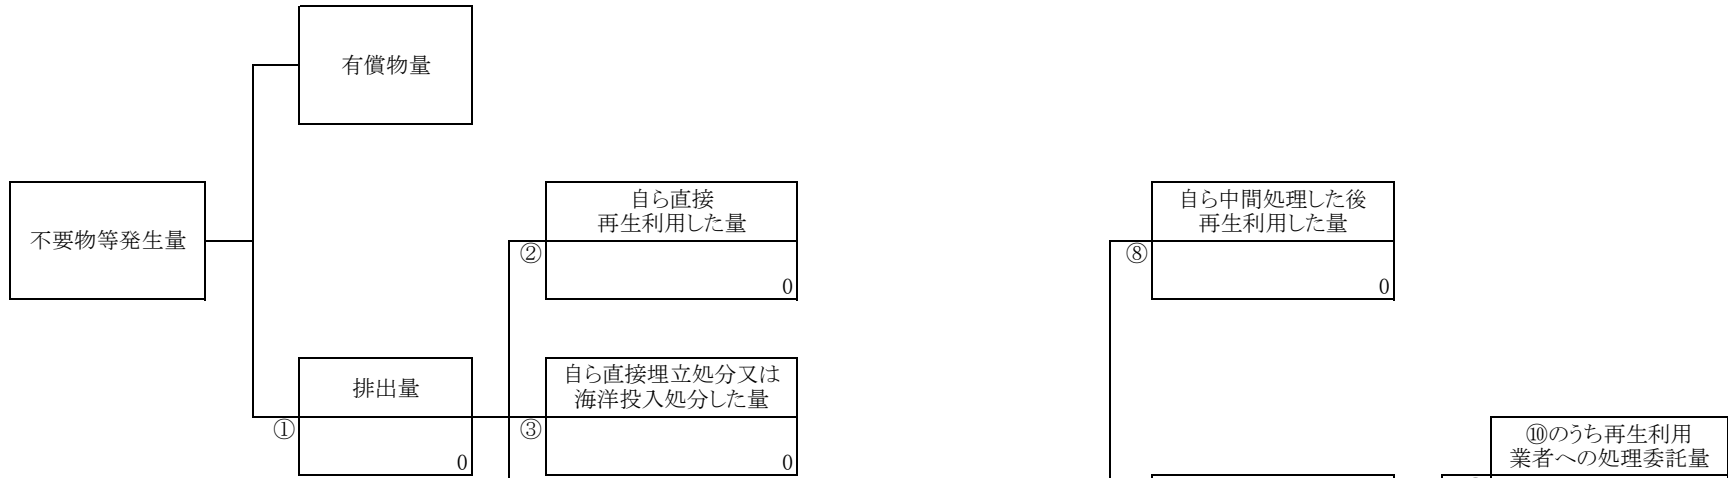 有償物量
不要物等発生量
自ら直接
再生利用した量
②
0
自ら中間処理した後
再生利用した量
⑧
0
排出量
①
0
自ら直接埋立処分又は
海洋投入処分した量
③
0
⑩のうち再生利用
業者への処理委託量